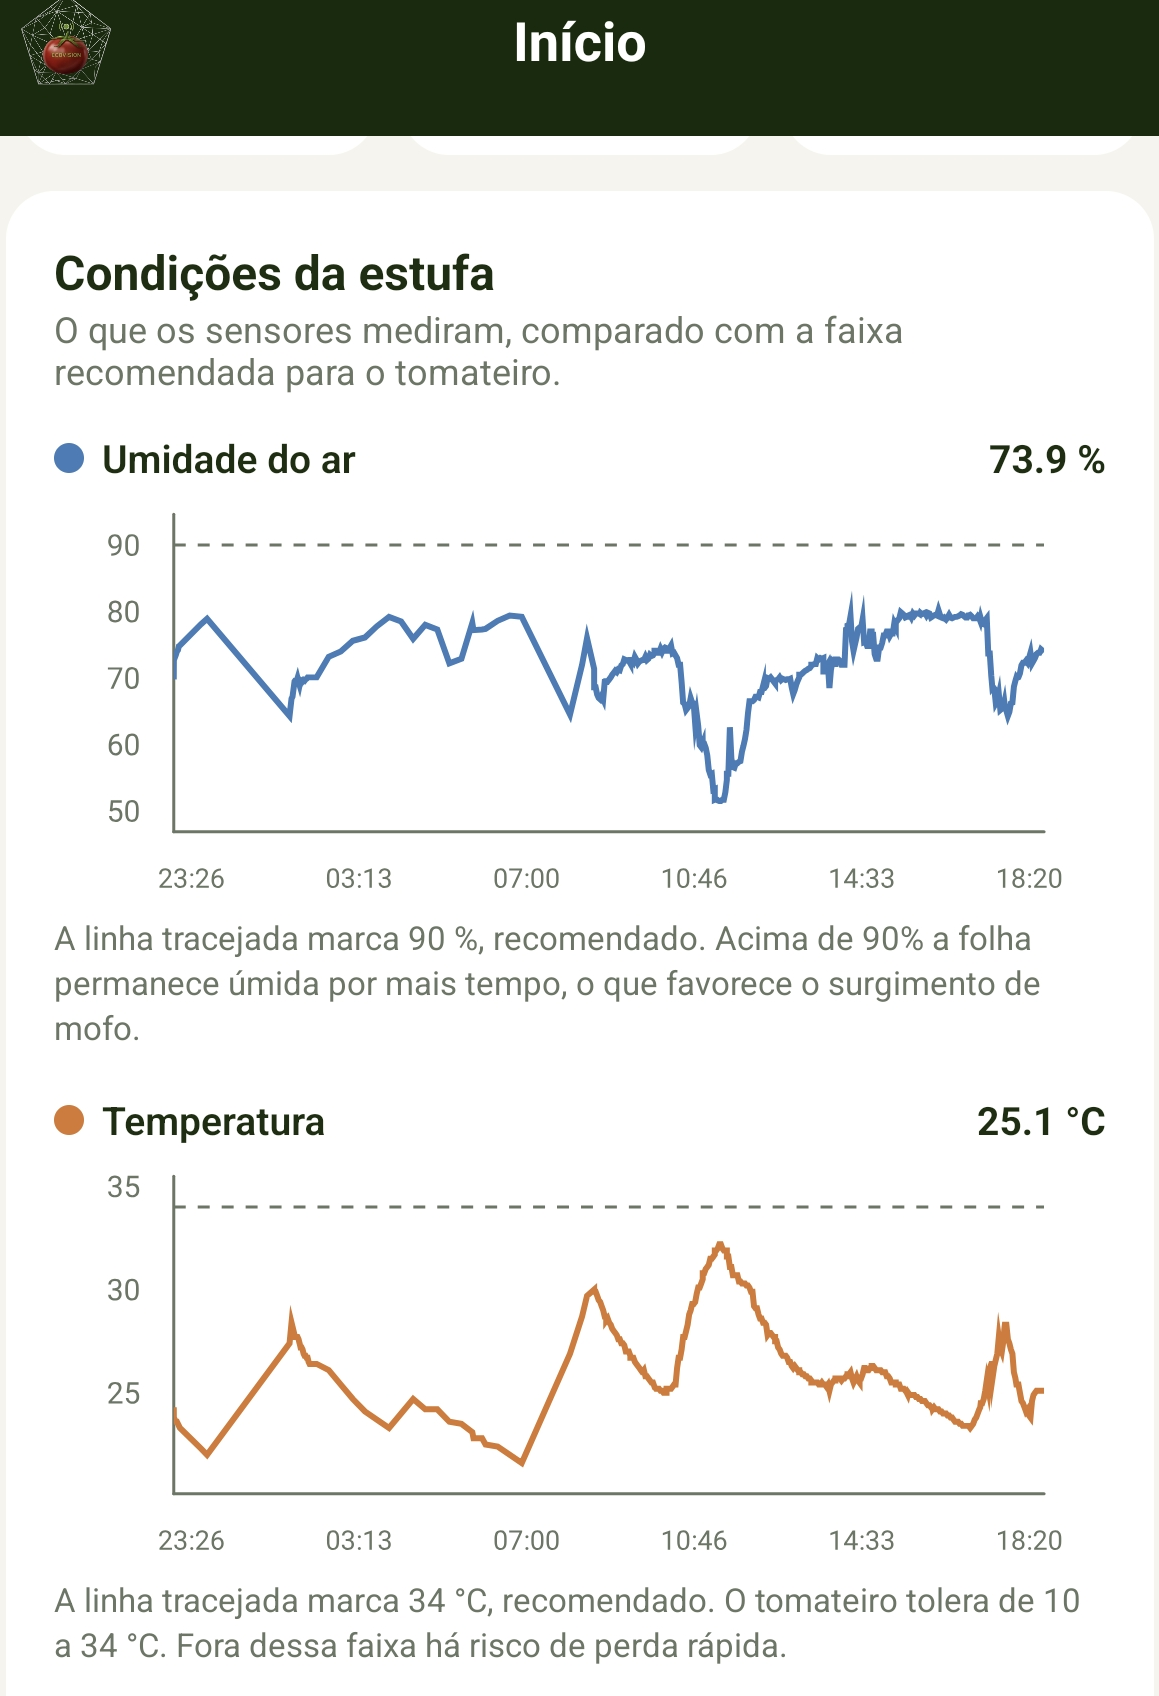 LCBVISION
Início
Condições da estufa
O que os sensores mediram, comparado com a faixa
recomendada para o tomateiro.
Umidade do ar
73.9 %
90
80
70
60
50
23:26 03:13 07:00 10:46 14:33 18:20
A linha tracejada marca 90 %, recomendado. Acima de 90% a folha
permanece úmida por mais tempo, o que favorece o surgimento de
mofo.
Temperatura
25.1 °C
35
30
25
23:26 03:13 07:00 10:46 14:33 18:20
A linha tracejada marca 34 °C, recomendado. O tomateiro tolera de 10
a 34 °C. Fora dessa faixa há risco de perda rápida.